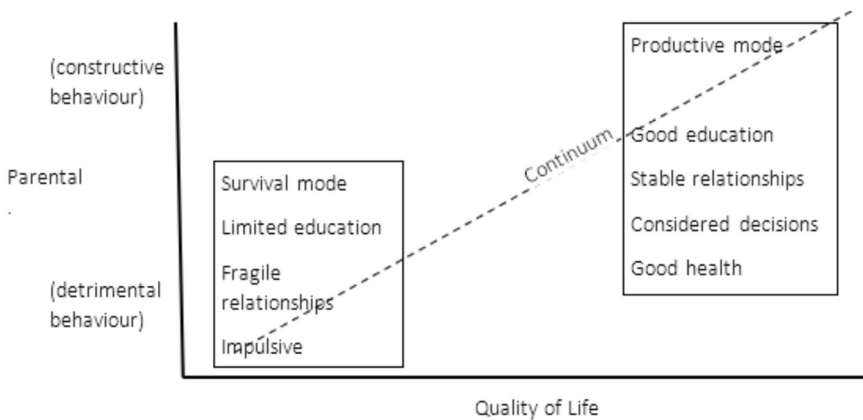 (constructive
behaviour)
Parental
.
(detrimental
behaviour)
Survival mode
Limited education
Fragile
relationships
Impulsive
Continuum
Productive mode
Good education
Stable relationships
Considered decisions
Good health
Quality of Life